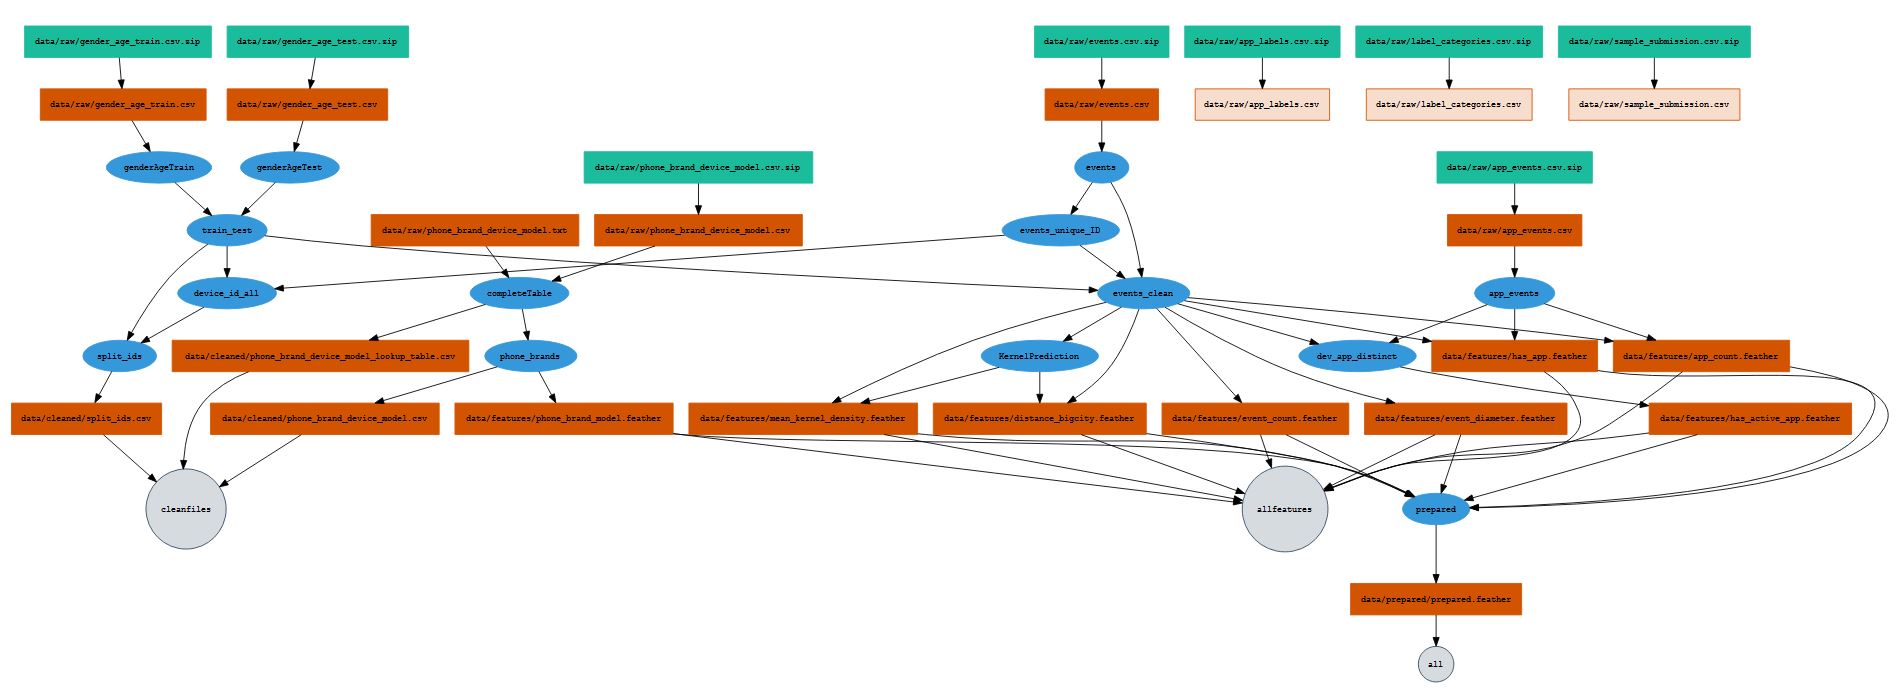 data/raw/gender_age_train.csv.zip
data/raw/gender_age_test.csv.zip
data/raw/events.csv.zip
data/raw/app_labels.csv.zip
data/raw/label_categories.csv.zip
data/raw/sample_submission.csv.zip
data/raw/gender_age_train.csv
data/raw/gender_age_test.csv
data/raw/events.csv
data/raw/app_labels.csv
data/raw/label_categories.csv
data/raw/sample_submission.csv
genderAgeTrain
genderAgeTest
data/raw/phone_brand_device_model.csv.zip
events
data/raw/app_events.csv.zip
train_test
data/raw/phone_brand_device_model.txt
data/raw/phone_brand_device_model.csv
events_unique_ID
data/raw/app_events.csv
device_id_all
completeTable
events_clean
app_events
split_ids
data/cleaned/phone_brand_device_model_lookup_table.csv
phone_brands
KernelPrediction
dev_app_distinct
data/features/has_app.feather
data/features/app_count.feather
data/cleaned/split_ids.csv
data/cleaned/phone_brand_device_model.csv
data/features/phone_brand_model.feather
data/features/mean_kernel_density.feather
data/features/distance_bigcity.feather
data/features/event_count.feather
data/features/event_diameter.feather
data/features/has_active_app.feather
cleanfiles
allfeatures
prepared
data/prepared/prepared.feather
all